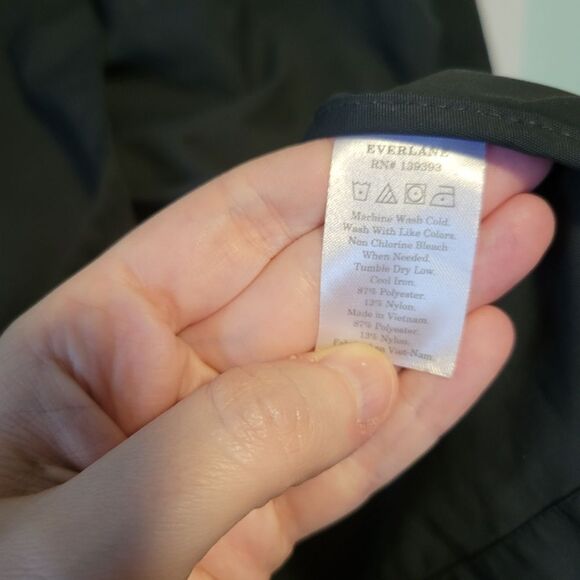 EVERLANE
RN# 139393
Machine Wash Cold.
Wash With Like Colors.
Non Chlorine Bleach
When Needed.
Tumble Dry Low.
Cool Iron.
87% Polyester.
13% Nylon.
Made in Vietnam.
87% Polyester.
13% Nylon.
Viet-Nam.